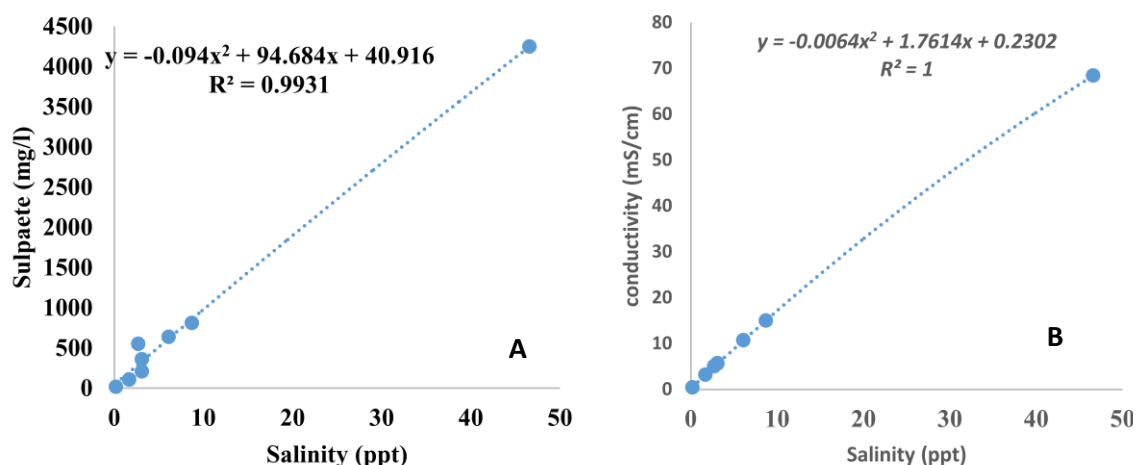 4500
4000
3500
3000
2500
2000
1500
1000
500
0
Sulpaete (mg/l)
y = -0.094x² + 94.684x + 40.916
R² = 0.9931
A
0 10 20 30 40 50
Salinity (ppt)
80
70
60
50
40
30
20
10
0
conductivity (mS/cm)
y = -0.0064x² + 1.7614x + 0.2302
R² = 1
B
0 10 20 30 40 50
Salinity (ppt)